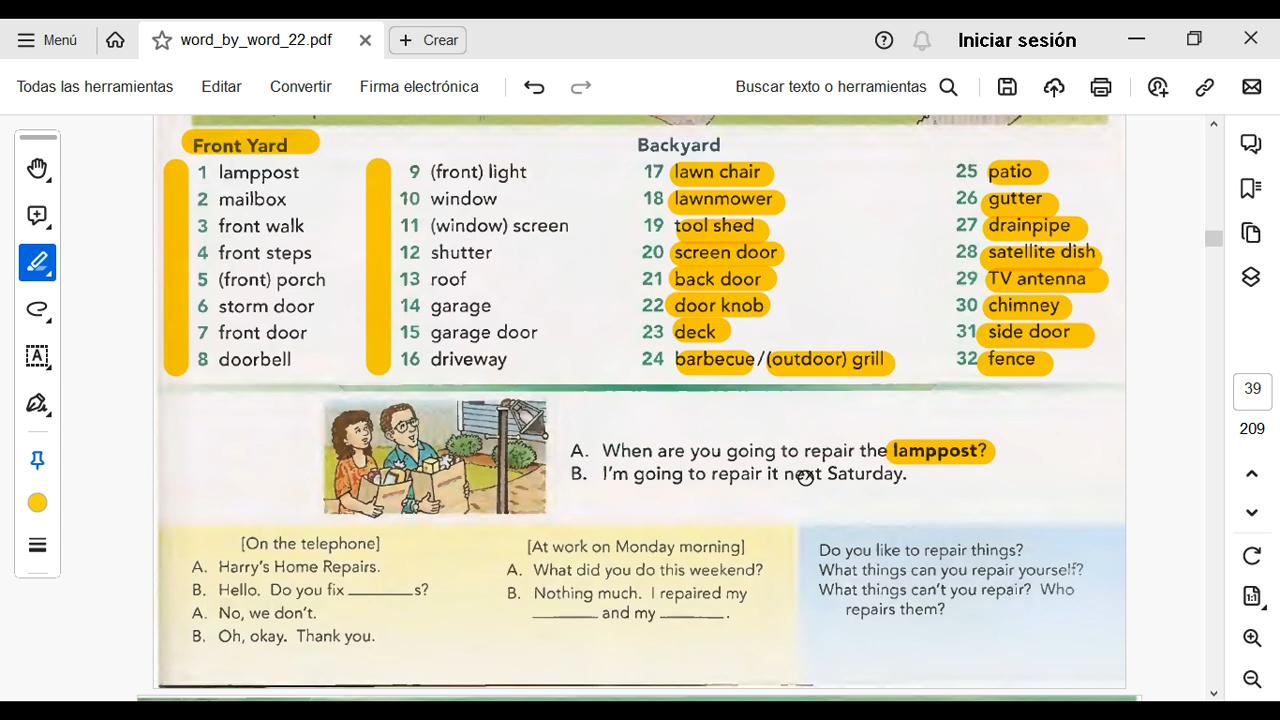 Menú
word_by_word_22.pdf
Crear
Iniciar sesión
Todas las herramientas
Editar
Convertir
Firma electrónica
Buscar texto o herramientas
Front Yard
1 lamppost
2 mailbox
3 front walk
4 front steps
5 (front) porch
6 storm door
7 front door
8 doorbell
9 (front) light
10 window
11 (window) screen
12 shutter
13 roof
14 garage
15 garage door
16 driveway
Backyard
17 lawn chair
18 lawnmower
19 tool shed
20 screen door
21 back door
22 door knob
23 deck
24 barbecue/(outdoor) grill
25 patio
26 gutter
27 drainpipe
28 satellite dish
29 TV antenna
30 chimney
31 side door
32 fence
A. When are you going to repair the lamppost?
B. I'm going to repair it next Saturday.
[On the telephone]
A. Harry's Home Repairs.
B. Hello. Do you fix ________s?
A. No, we don't.
B. Oh, okay. Thank you.
[At work on Monday morning]
A. What did you do this weekend?
B. Nothing much. I repaired my
________ and my ________.
Do you like to repair things?
What things can you repair yourself?
What things can't you repair? Who
repairs them?
39
209
1:1